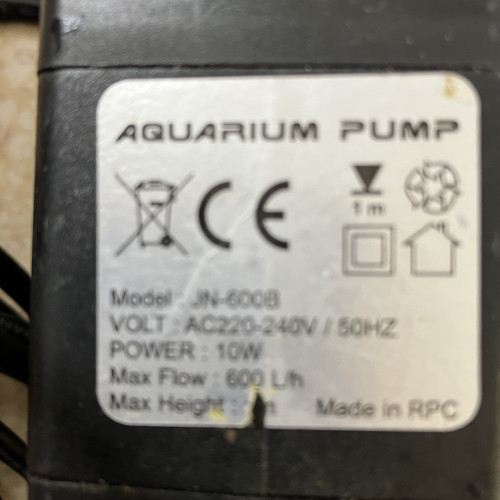 AQUARIUM PUMP
CE
1m
Model : JN-600B
VOLT : AC220-240V / 50HZ
POWER : 10W
Max Flow : 600 L/h
Max Height : m
Made in RPC